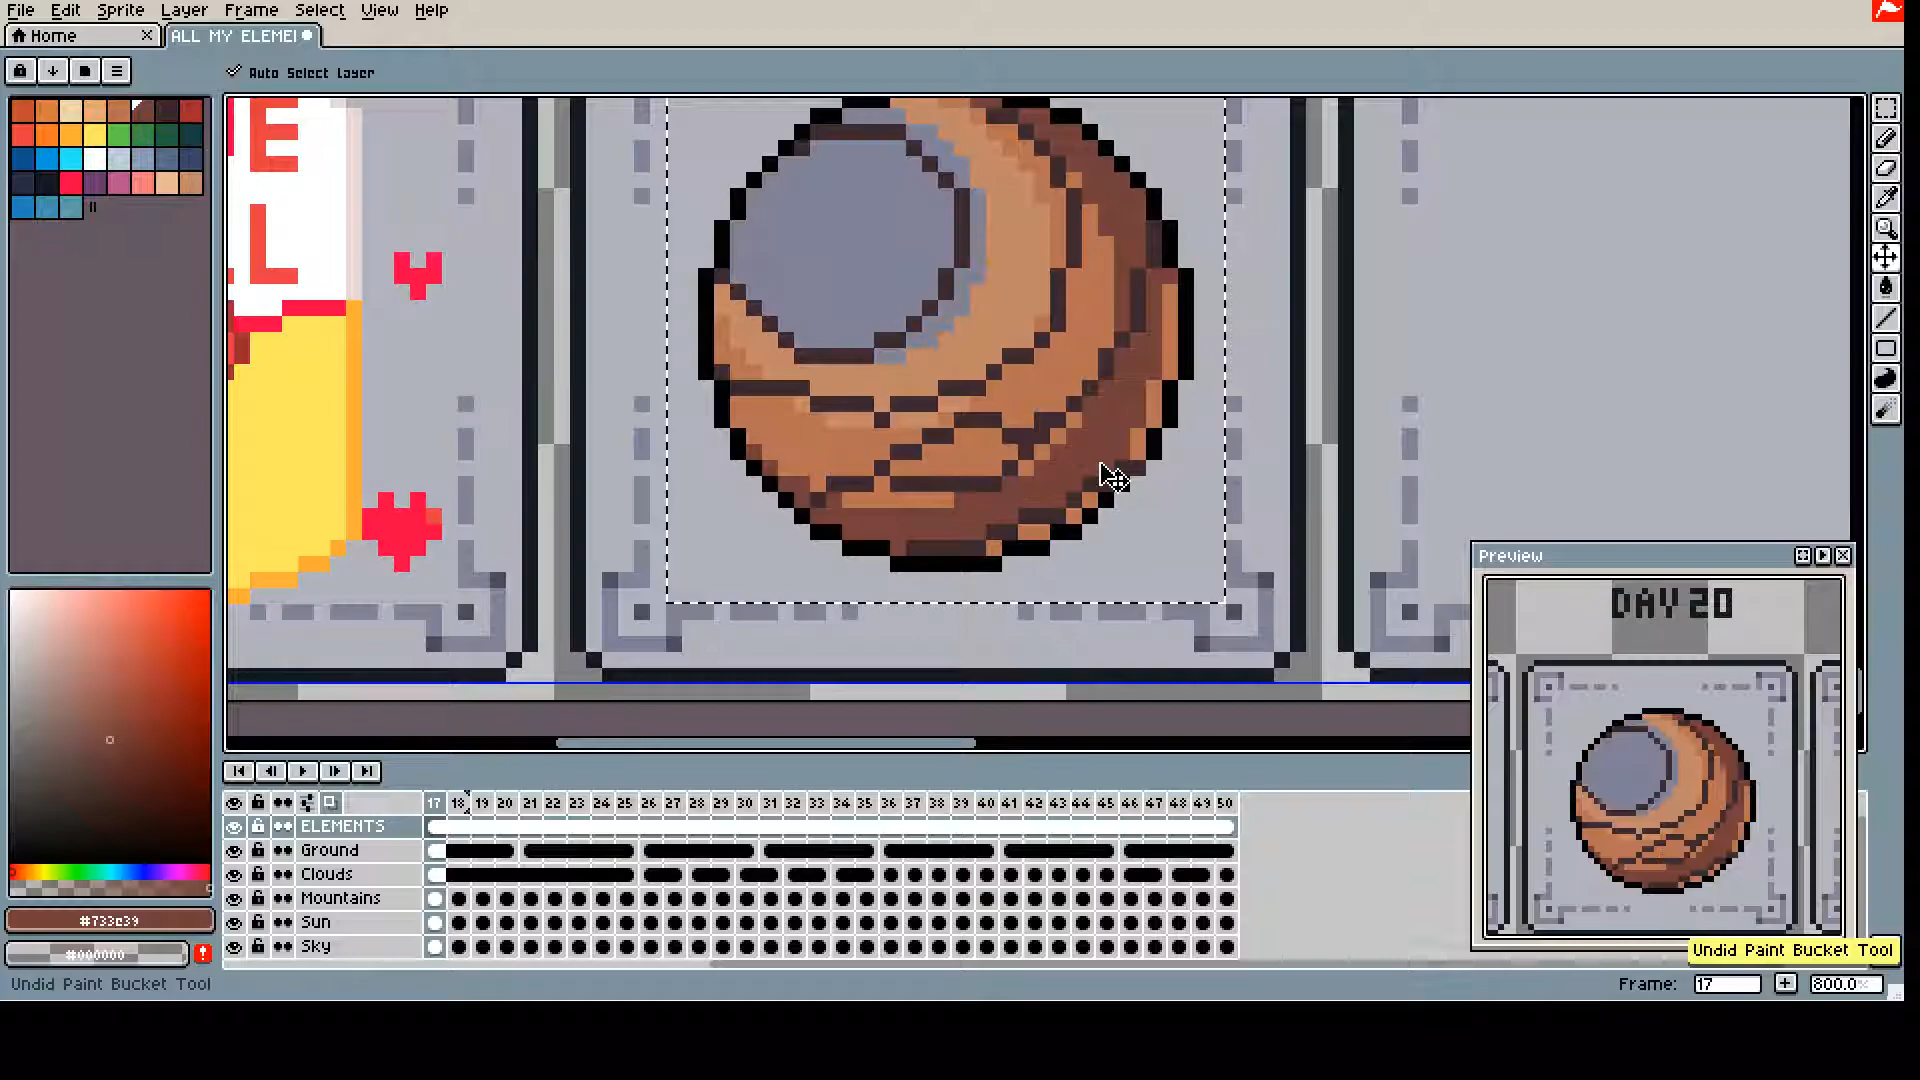 File Edit Sprite Layer Frame Select View Help
Home ALL MY ELEMEI
Auto Select Layer
E
L
Preview
DAY 20
17 18 19 20 21 22 23 24 25 26 27 28 29 30 31 32 33 34 35 36 37 38 39 40 41 42 43 44 45 46 47 48 49 50
ELEMENTS
Ground
Clouds
Mountains
Sun
Sky
#733e39
#000000
Undid Paint Bucket Tool
Undid Paint Bucket Tool
Frame: 17 + 800.0